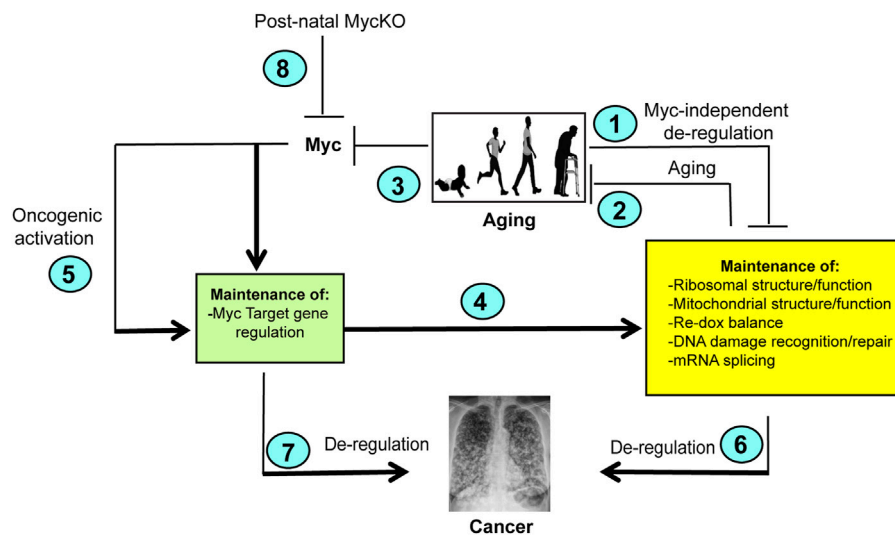 Post-natal MycKO
8
Myc
3
Aging
1
Myc-independent
de-regulation
Aging
2
Oncogenic
activation
5
Maintenance of:
-Myc Target gene
regulation
4
Maintenance of:
-Ribosomal structure/function
-Mitochondrial structure/function
-Re-dox balance
-DNA damage recognition/repair
-mRNA splicing
7
De-regulation
De-regulation
6
Cancer